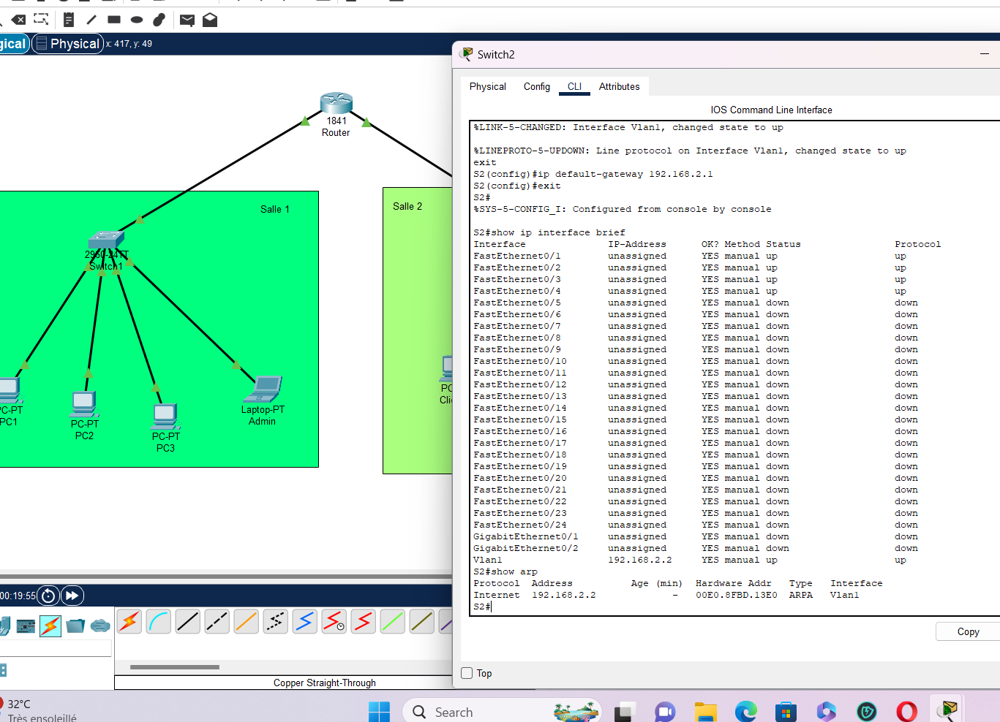 gical
Physical
x: 417, y: 49
1841
Router
Salle 1
Salle 2
2960-24TT
Switch1
PC-PT
PC1
PC-PT
PC2
PC-PT
PC3
Laptop-PT
Admin
PC
Clie
Switch2
Physical
Config
CLI
Attributes
IOS Command Line Interface
%LINK-5-CHANGED: Interface Vlan1, changed state to up
%LINEPROTO-5-UPDOWN: Line protocol on Interface Vlan1, changed state to up
exit
S2(config)#ip default-gateway 192.168.2.1
S2(config)#exit
S2#
%SYS-5-CONFIG_I: Configured from console by console
S2#show ip interface brief
Interface IP-Address OK? Method Status Protocol
FastEthernet0/1 unassigned YES manual up up
FastEthernet0/2 unassigned YES manual up up
FastEthernet0/3 unassigned YES manual up up
FastEthernet0/4 unassigned YES manual up up
FastEthernet0/5 unassigned YES manual down down
FastEthernet0/6 unassigned YES manual down down
FastEthernet0/7 unassigned YES manual down down
FastEthernet0/8 unassigned YES manual down down
FastEthernet0/9 unassigned YES manual down down
FastEthernet0/10 unassigned YES manual down down
FastEthernet0/11 unassigned YES manual down down
FastEthernet0/12 unassigned YES manual down down
FastEthernet0/13 unassigned YES manual down down
FastEthernet0/14 unassigned YES manual down down
FastEthernet0/15 unassigned YES manual down down
FastEthernet0/16 unassigned YES manual down down
FastEthernet0/17 unassigned YES manual down down
FastEthernet0/18 unassigned YES manual down down
FastEthernet0/19 unassigned YES manual down down
FastEthernet0/20 unassigned YES manual down down
FastEthernet0/21 unassigned YES manual down down
FastEthernet0/22 unassigned YES manual down down
FastEthernet0/23 unassigned YES manual down down
FastEthernet0/24 unassigned YES manual down down
GigabitEthernet0/1 unassigned YES manual down down
GigabitEthernet0/2 unassigned YES manual down down
Vlan1 192.168.2.2 YES manual up up
S2#show arp
Protocol Address Age (min) Hardware Addr Type Interface
Internet 192.168.2.2 - 00E0.8FBD.13E0 ARPA Vlan1
S2#
Copy
Top
00:19:55
Copper Straight-Through
32°C
Très ensoleillé
Search